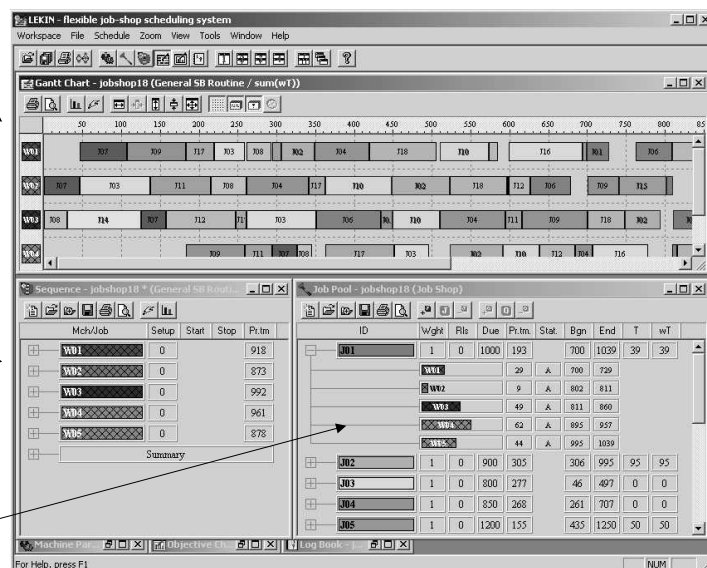 LEKIN - flexible job-shop scheduling system
Workspace File Schedule Zoom View Tools Window Help
Gantt Chart - jobshop18 (General SB Routine / sum(wT))
50 100 150 200 250 300 350 400 450 500 550 600 650 700 750 800 85
W01 J07 J09 J17 J03 J08 J02 J04 J18 J10 J16 J01 J06
W02 J07 J03 J11 J08 J04 J17 J10 J02 J18 J12 J06 J09 J15
W03 J08 J14 J07 J12 J03 J06 J10 J04 J11 J09 J18 J02
W04 J09 J11 J07 J08 J17 J03 J02 J10 J12 J04 J16
Sequence - jobshop18 * (General SB Routi...
Mch/Job Setup Start Stop Pr.tm
W01 0 918
W02 0 873
W03 0 992
W04 0 961
W05 0 878
Summary
Job Pool - jobshop18 (Job Shop)
ID Wght Rls Due Pr.tm. Stat. Bgn End T wT
J01 1 0 1000 193 700 1039 39 39
W01 29 A 700 729
W02 9 A 802 811
W03 49 A 811 860
W04 62 A 895 957
W05 44 A 995 1039
J02 1 0 900 305 306 995 95 95
J03 1 0 800 277 46 497 0 0
J04 1 0 850 268 261 707 0 0
J05 1 0 1200 155 435 1250 50 50
Machine Par... Objective Ch... Log Book - j...
For Help, press F1 NUM